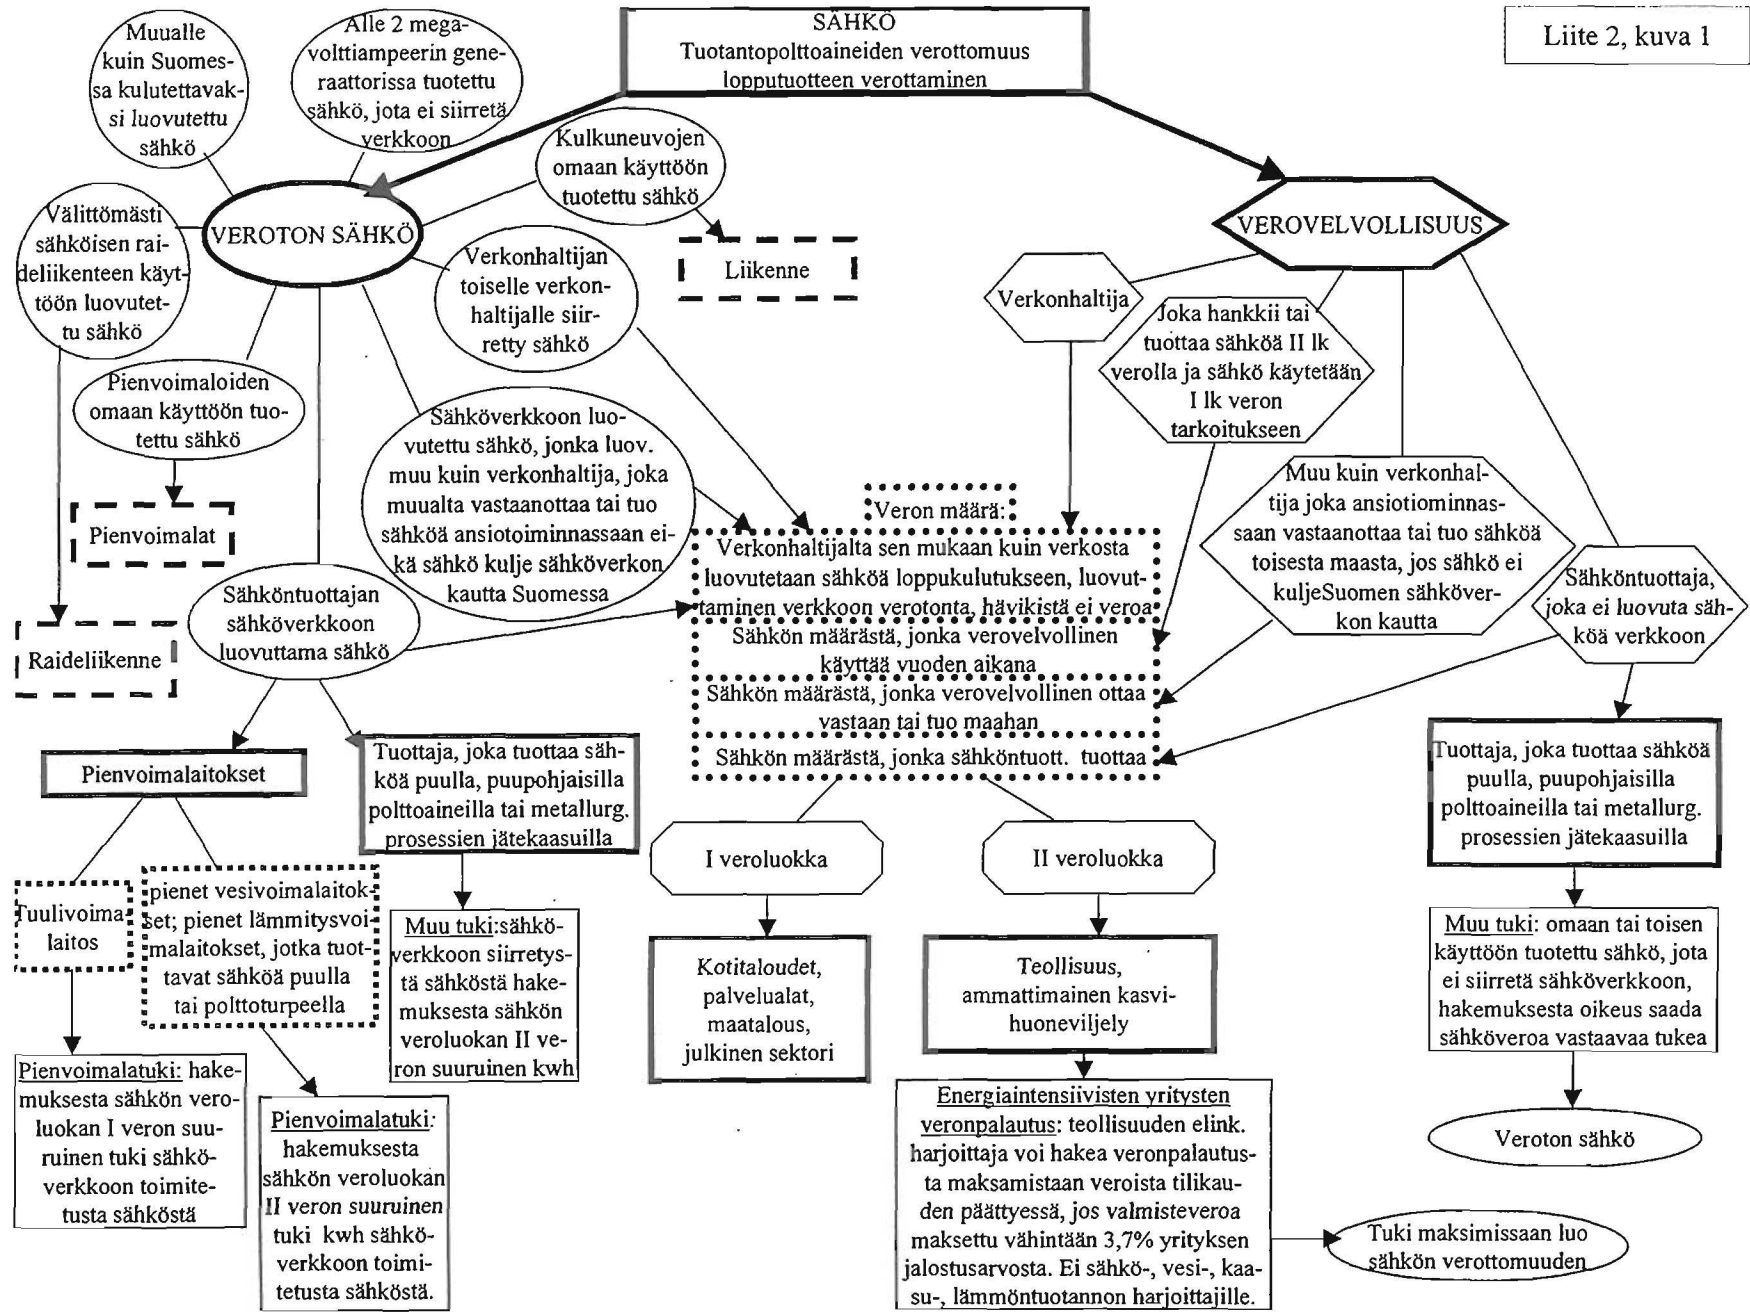 SÄHKÖ
Tuotantopolttoaineiden verottomuus
lopputuotteen verottaminen
Liite 2, kuva 1
Muualle
kuin Suomes-
sa kulutettavak-
si luovutettu
sähkö
Alle 2 mega-
volttiampeerin gene-
raattorissa tuotettu
sähkö, jota ei siirretä
verkkoon
Kulkuneuvojen
omaan käyttöön
tuotettu sähkö
Välittömästi
sähköisen rai-
deliikenteen käyt-
töön luovutet-
tu sähkö
VEROTON SÄHKÖ
Verkonhaltijan
toiselle verkon-
haltijalle siir-
retty sähkö
Liikenne
VEROVELVOLLISUUS
Verkonhaltija
Joka hankkii tai
tuottaa sähköä II lk
verolla ja sähkö käytetään
I lk veron
tarkoitukseen
Pienvoimaloiden
omaan käyttöön tuo-
tettu sähkö
Sähköverkkoon luo-
vutettu sähkö, jonka luov.
muu kuin verkonhaltija, joka
muualta vastaanottaa tai tuo
sähköä ansiotoiminnassaan ei-
kä sähkö kulje sähköverkon
kautta Suomessa
Muu kuin verkonhal-
tija joka ansiotiominnas-
saan vastaanottaa tai tuo sähköä
toisesta maasta, jos sähkö ei
kuljeSuomen sähköver-
kon kautta
Pienvoimalat
Veron määrä:
Verkonhaltijalta sen mukaan kuin verkosta
luovutetaan sähköä loppukulutukseen, luovut-
taminen verkkoon verotonta, hävikistä ei veroa
Sähkön määrästä, jonka verovelvollinen
käyttää vuoden aikana
Sähkön määrästä, jonka verovelvollinen ottaa
vastaan tai tuo maahan
Sähkön määrästä, jonka sähköntuott. tuottaa
Sähköntuottajan
sähköverkkoon
luovuttama sähkö
Sähköntuottaja,
joka ei luovuta säh-
köä verkkoon
Raideliikenne
Pienvoimalaitokset
Tuottaja, joka tuottaa säh-
köä puulla, puupohjaisilla
polttoaineilla tai metallurg.
prosessien jätekaasuilla
Tuottaja, joka tuottaa sähköä
puulla, puupohjaisilla
polttoaineilla tai metallurg.
prosessien jätekaasuilla
I veroluokka
II veroluokka
Tuulivoima-
laitos
pienet vesivoimalaitok-
set; pienet lämmitysvoi-
malaitokset, jotka tuot-
tavat sähköä puulla
tai polttoturpeella
Muu tuki:sähkö-
verkkoon siirretys-
tä sähköstä hake-
muksesta sähkön
veroluokan II ve-
ron suuruinen kwh
Kotitaloudet,
palvelualat,
maatalous,
julkinen sektori
Teollisuus,
ammattimainen kasvi-
huoneviljely
Muu tuki: omaan tai toisen
käyttöön tuotettu sähkö, jota
ei siirretä sähköverkkoon,
hakemuksesta oikeus saada
sähköveroa vastaavaa tukea
Pienvoimalatuki: hake-
muksesta sähkön vero-
luokan I veron suu-
ruinen tuki sähkö-
verkkoon toimite-
tusta sähköstä
Pienvoimalatuki:
hakemuksesta
sähkön veroluokan
II veron suuruinen
tuki kwh sähkö-
verkkoon toimi-
tetusta sähköstä.
Energiaintensiivisten yritysten
veronpalautus: teollisuuden elink.
harjoittaja voi hakea veronpalautus-
ta maksamistaan veroista tilikau-
den päättyessä, jos valmisteveroa
maksettu vähintään 3,7% yrityksen
jalostusarvosta. Ei sähkö-, vesi-, kaa-
su-, lämmöntuotannon harjoittajille.
Veroton sähkö
Tuki maksimissaan luo
sähkön verottomuuden